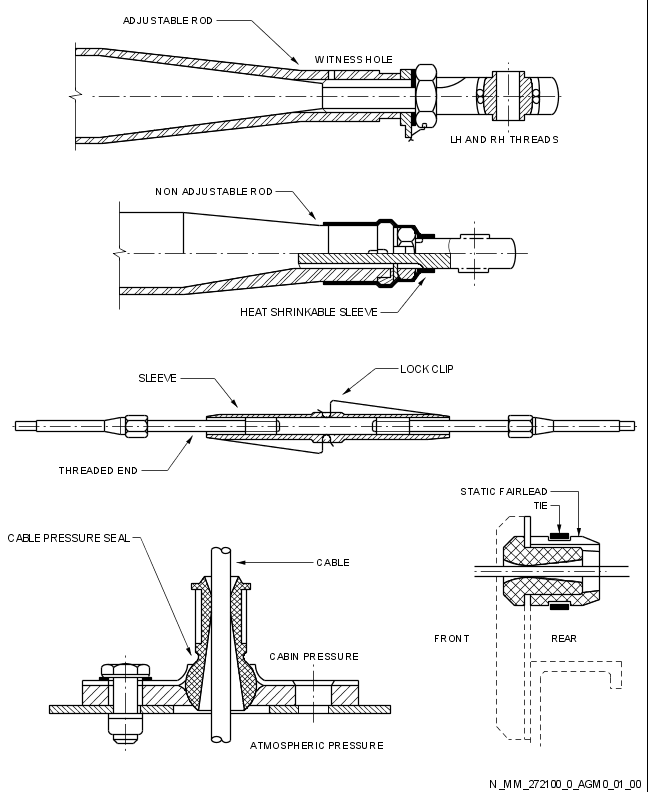 ADJUSTABLE ROD
WITNESS HOLE
LH AND RH THREADS
NON ADJUSTABLE ROD
HEAT SHRINKABLE SLEEVE
LOCK CLIP
SLEEVE
THREADED END
STATIC FAIRLEAD
TIE
CABLE PRESSURE SEAL
CABLE
FRONT
REAR
CABIN PRESSURE
ATMOSPHERIC PRESSURE
N_MM_272100_0_AGM0_01_00